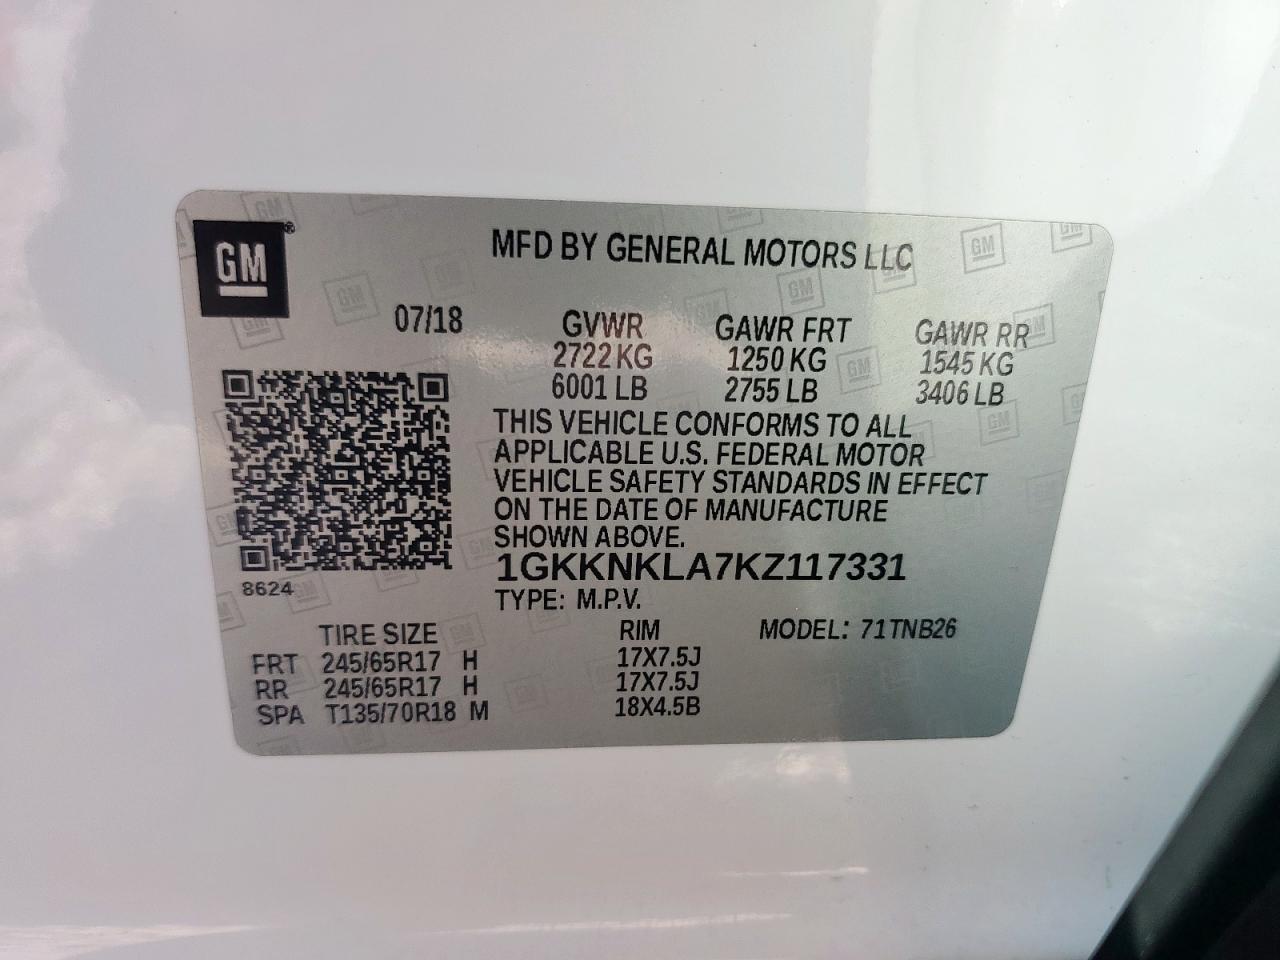 GM®
MFD BY GENERAL MOTORS LLC
07/18
GVWR GAWR FRT GAWR RR
2722 KG 1250 KG 1545 KG
6001 LB 2755 LB 3406 LB
THIS VEHICLE CONFORMS TO ALL
APPLICABLE U.S. FEDERAL MOTOR
VEHICLE SAFETY STANDARDS IN EFFECT
ON THE DATE OF MANUFACTURE
SHOWN ABOVE.
1GKKNKLA7KZ117331
8624
TYPE: M.P.V.
TIRE SIZE RIM MODEL: 71TNB26
FRT 245/65R17 H 17X7.5J
RR 245/65R17 H 17X7.5J
SPA T135/70R18 M 18X4.5B